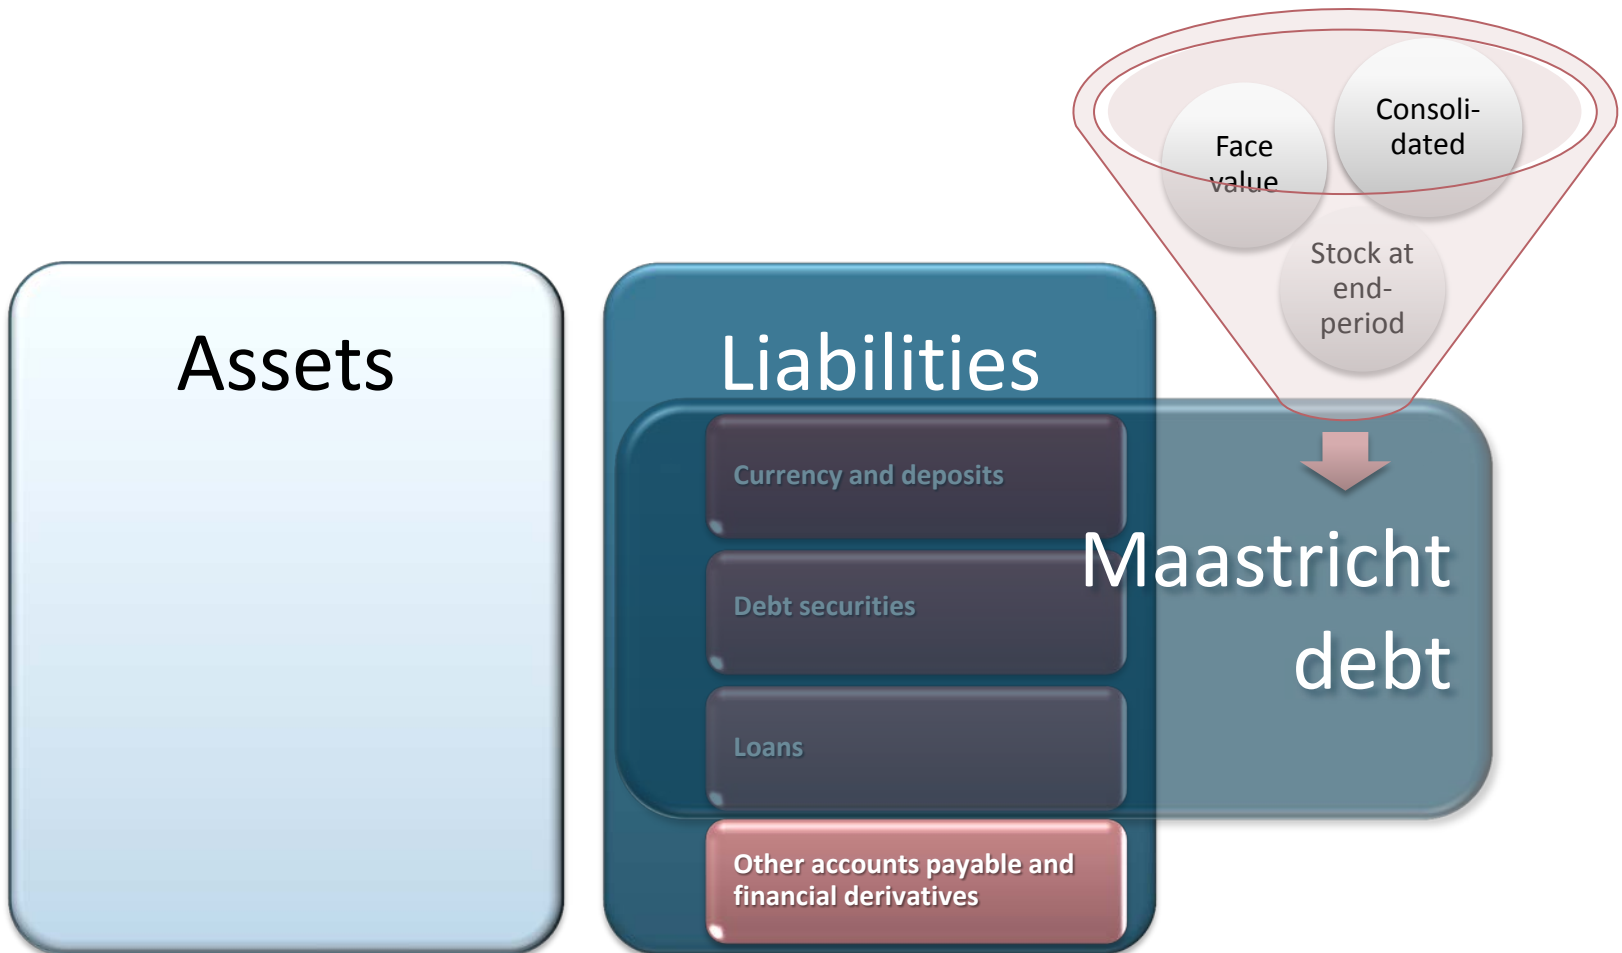 Consoli-
dated
Face
value
Stock at
end-
period
Assets
Liabilities
Currency and deposits
Debt securities
Loans
Other accounts payable and
financial derivatives
Maastricht
debt